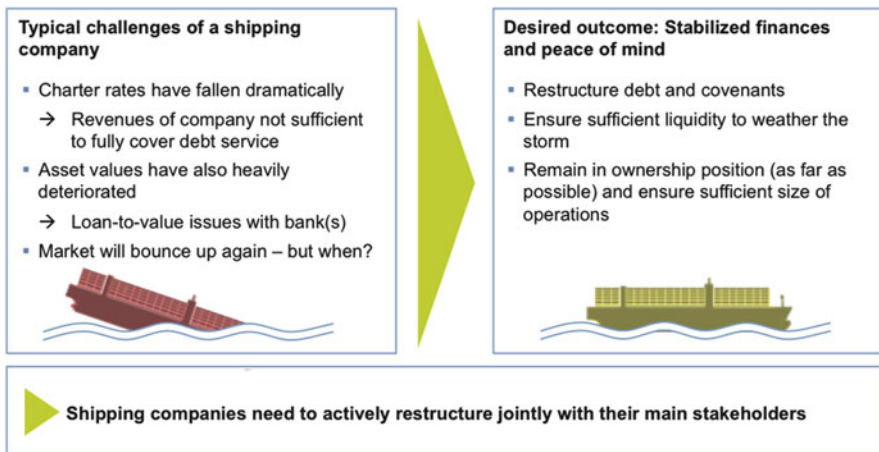 Typical challenges of a shipping
company
▪ Charter rates have fallen dramatically
→ Revenues of company not sufficient
to fully cover debt service
▪ Asset values have also heavily
deteriorated
→ Loan-to-value issues with bank(s)
▪ Market will bounce up again – but when?
Desired outcome: Stabilized finances
and peace of mind
▪ Restructure debt and covenants
▪ Ensure sufficient liquidity to weather the
storm
▪ Remain in ownership position (as far as
possible) and ensure sufficient size of
operations
Shipping companies need to actively restructure jointly with their main stakeholders